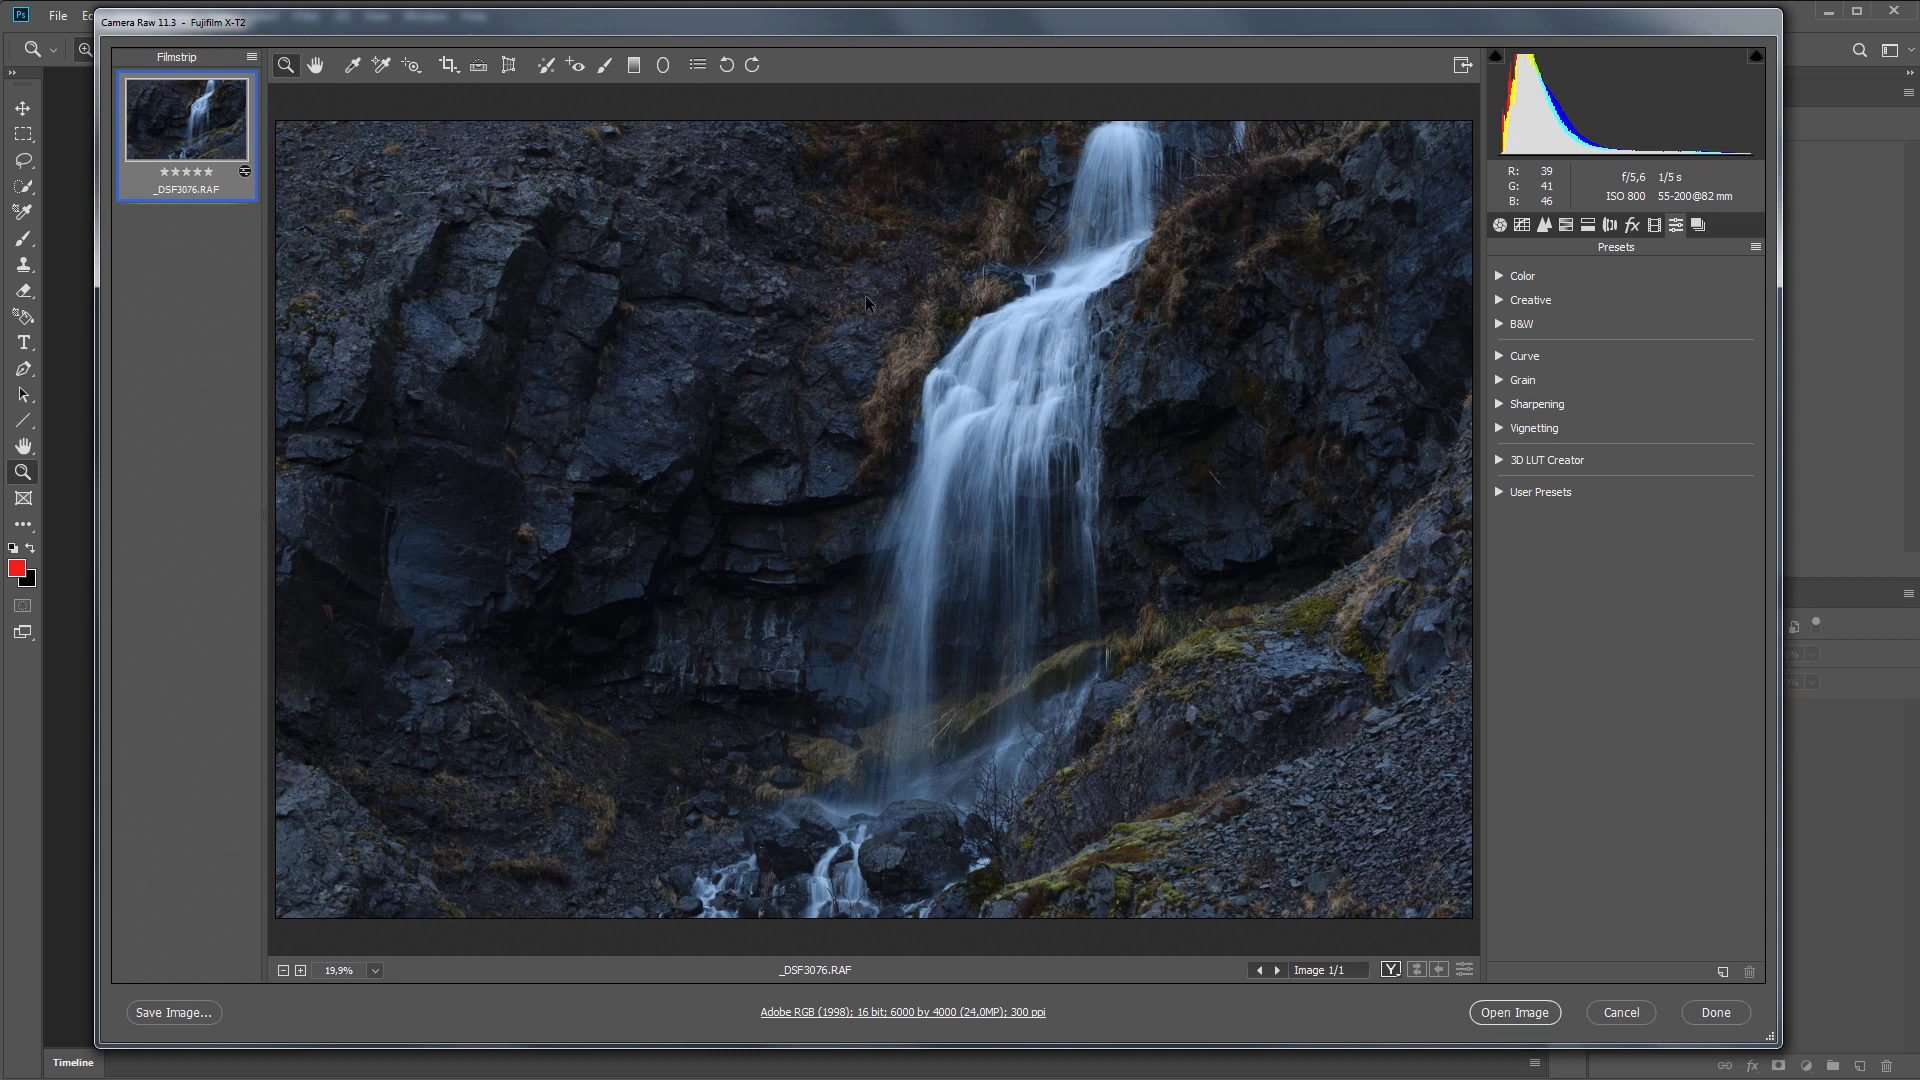 Ps File
Camera Raw 11.3 - Fujifilm X-T2
Filmstrip
_DSF3076.RAF
R: 39
G: 41
B: 46
f/5,6 1/5 s
ISO 800 55-200@82 mm
fx
Presets
Color
Creative
B&W
Curve
Grain
Sharpening
Vignetting
3D LUT Creator
User Presets
T
19,9%
_DSF3076.RAF
Image 1/1
Y
Save Image...
Adobe RGB (1998); 16 bit; 6000 by 4000 (24,0MP); 300 ppi
Open Image
Cancel
Done
Timeline
fx